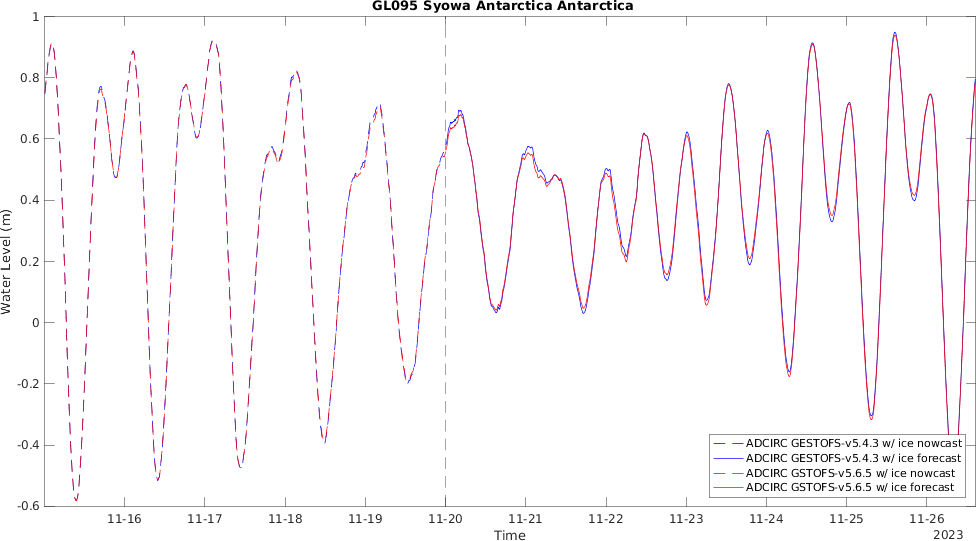 GL095 Syowa Antarctica Antarctica
1
0.8
0.6
0.4
0.2
0
-0.2
-0.4
-0.6
Water Level (m)
ADCIRC GESTOFS-v5.4.3 w/ ice nowcast
ADCIRC GESTOFS-v5.4.3 w/ ice forecast
ADCIRC GSTOFS-v5.6.5 w/ ice nowcast
ADCIRC GSTOFS-v5.6.5 w/ ice forecast
11-16 11-17 11-18 11-19 11-20 11-21 11-22 11-23 11-24 11-25 11-26
Time 2023